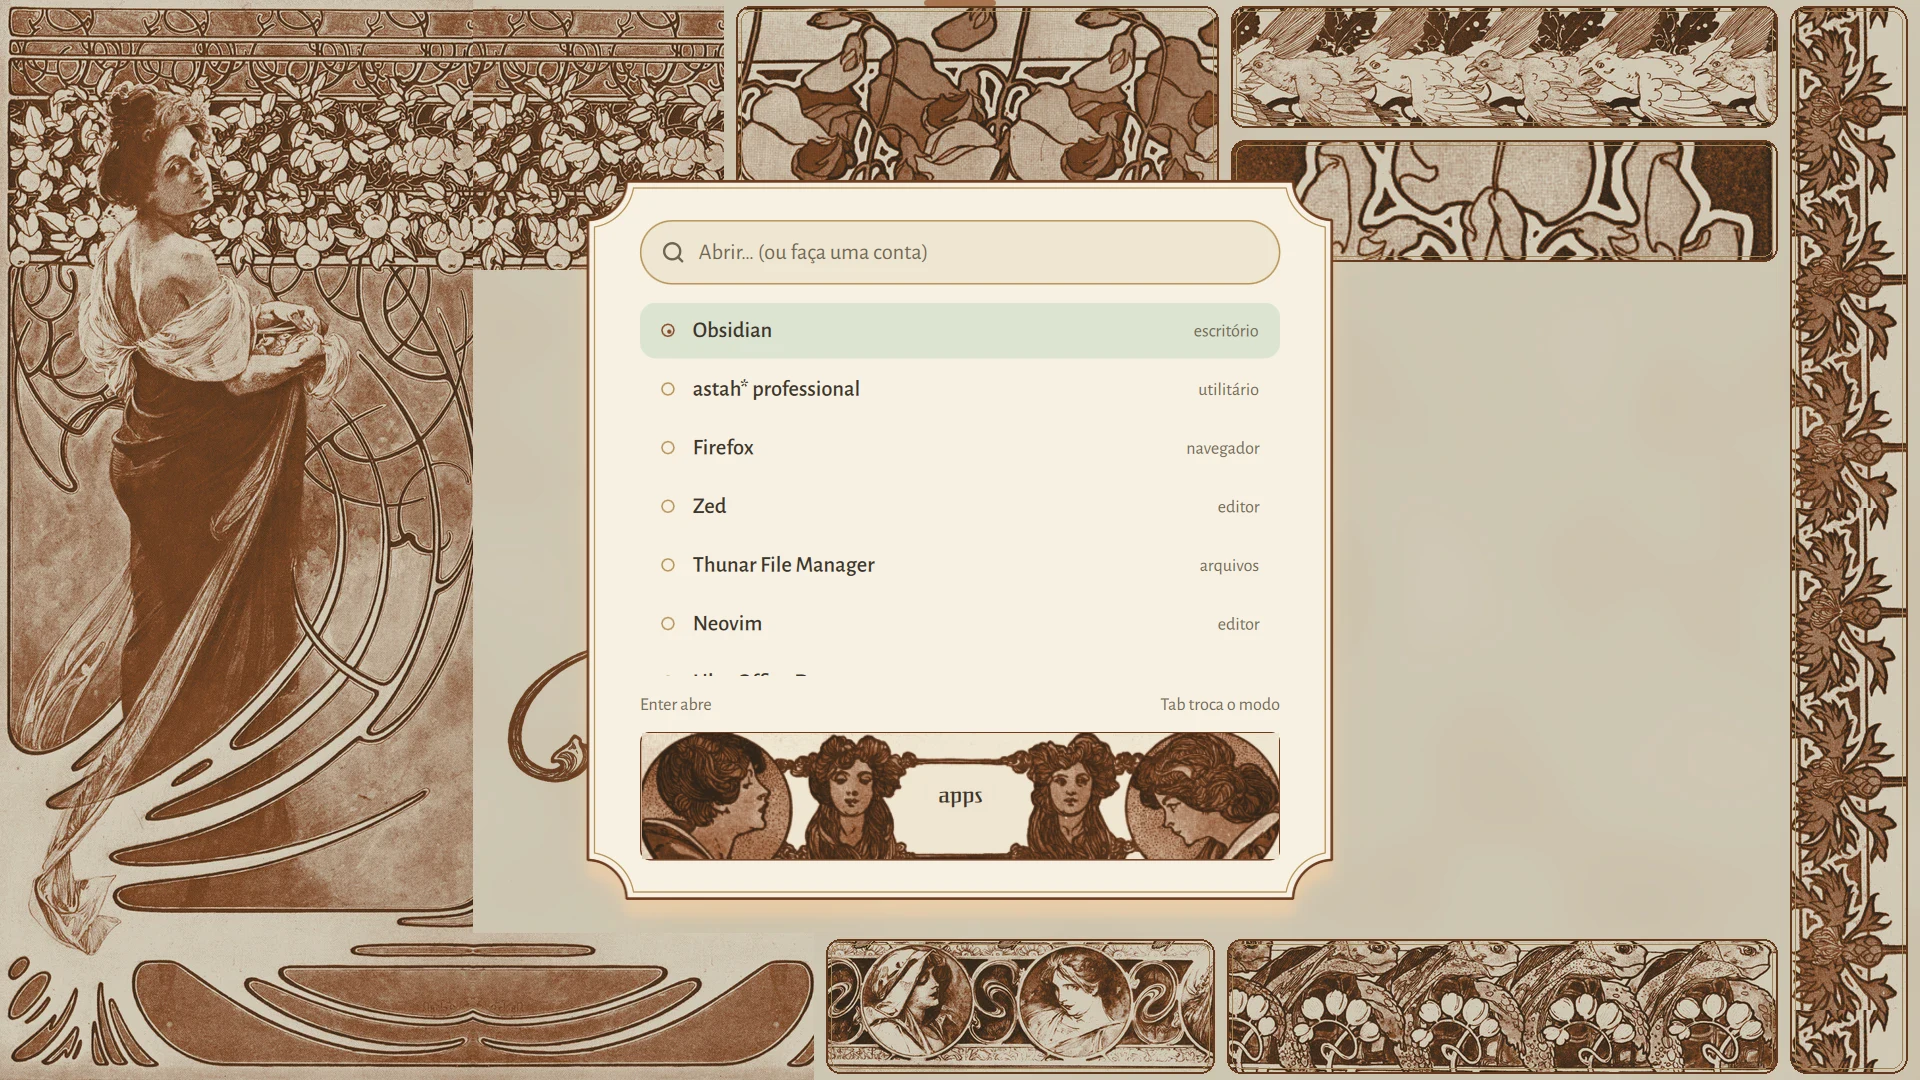 Abrir... (ou faça uma conta)
Obsidian escritório
astah* professional utilitário
Firefox navegador
Zed editor
Thunar File Manager arquivos
Neovim editor
Enter abre Tab troca o modo
apps